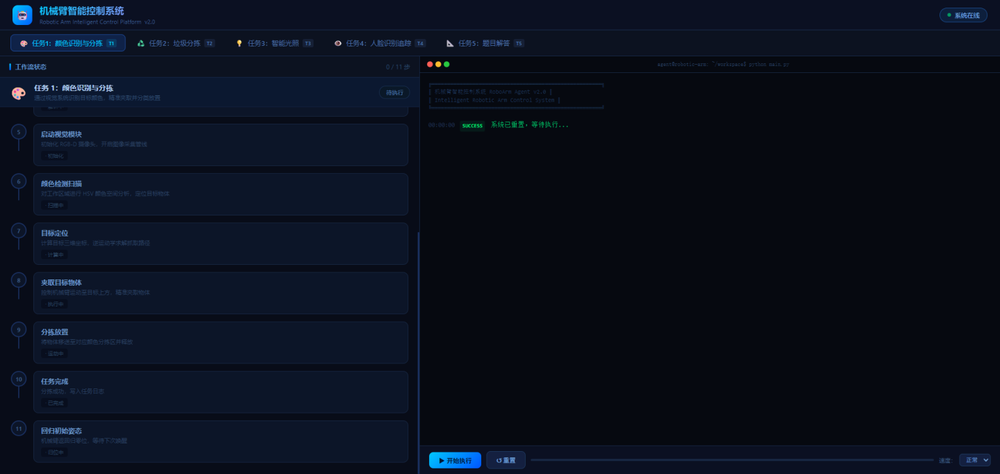 机械臂智能控制系统
Robotic Arm Intelligent Control Platform v2.0
系统在线
任务1：颜色识别与分拣 T1
任务2：垃圾分拣 T2
任务3：智能光照 T3
任务4：人脸识别追踪 T4
任务5：题目解答 T5
工作流状态
0 / 11 步
任务 1：颜色识别与分拣
通过视觉系统识别目标颜色，瞄准夹取并分类放置
待执行
5
启动视觉模块
初始化 RGB-D 摄像头，开启图像采集管线
· 初始化
6
颜色检测扫描
对工作区域进行 HSV 颜色空间分析，定位目标物体
· 扫描中
7
目标定位
计算目标三维坐标，逆运动学求解抓取路径
· 计算中
8
夹取目标物体
控制机械臂运动至目标上方，瞄准夹取物体
· 执行中
9
分拣放置
将物体移送至对应颜色分拣区并释放
· 运动中
10
任务完成
分拣成功，写入任务日志
· 已完成
11
回归初始姿态
机械臂返回归零位，等待下次唤醒
· 归位中
agent@robotic-arm: ~/workspace$ python main.py
机械臂智能控制系统 RoboArm Agent v2.0
Intelligent Robotic Arm Control System
00:00:00 SUCCESS 系统已重置，等待执行...
▶ 开始执行
↺ 重置
速度：
正常